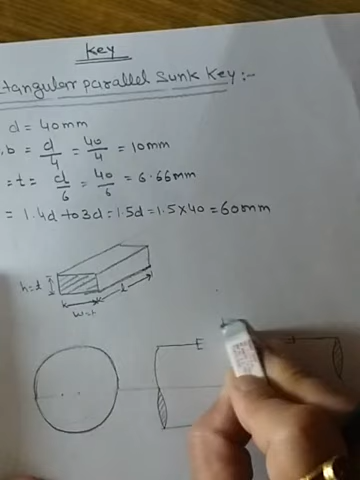 Key
ctangular parallel Sunk Key :-
d = 40mm
b = d/4 = 40/4 = 10mm
= t = d/6 = 40/6 = 6.66mm
= 1.4d to 3d = 1.5d = 1.5×40 = 60mm
h=t
L
E